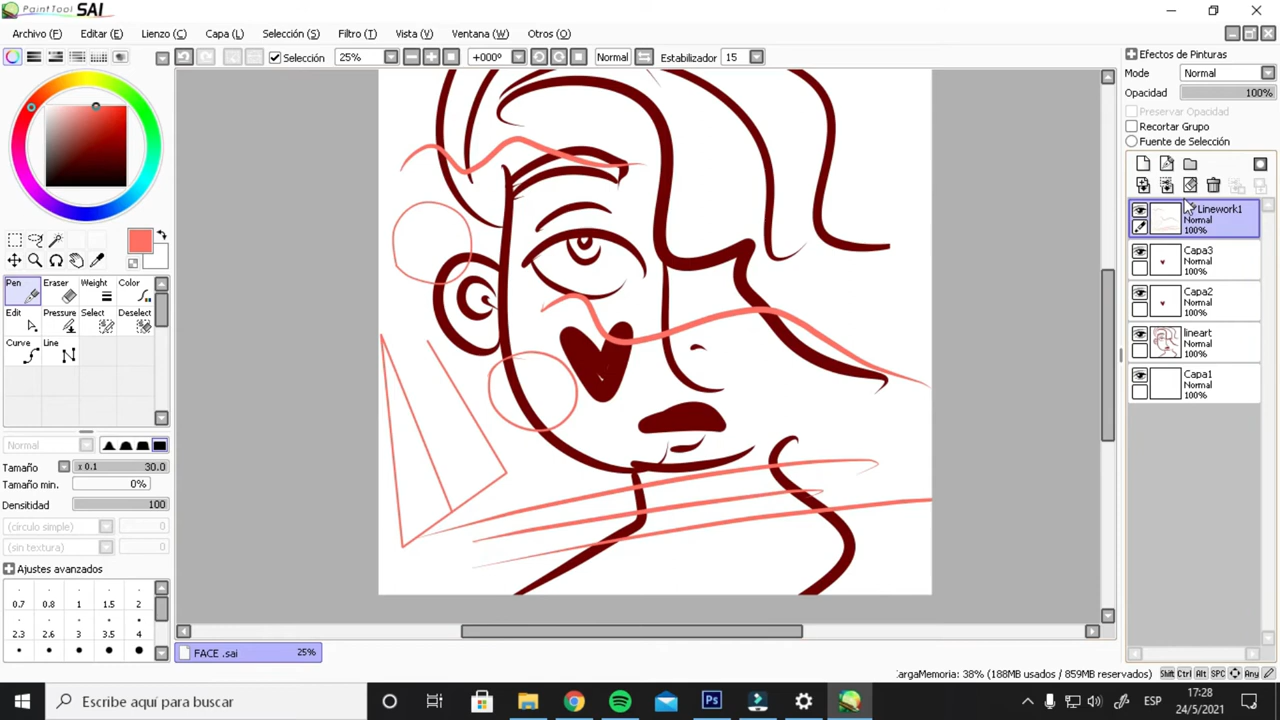 PaintTool SAI
Archivo (F) Editar (E) Lienzo (C) Capa (L) Selección (S) Filtro (T) Vista (V) Ventana (W) Otros (O)
Selección 25% +000º Normal Estabilizador 15
Efectos de Pinturas
Mode Normal
Opacidad 100%
Preservar Opacidad
Recortar Grupo
Fuente de Selección
Linework1
Normal
100%
Capa3
Normal
100%
Capa2
Normal
100%
lineart
Normal
100%
Capa1
Normal
100%
Pen Eraser Weight Color
Edit Pressure Select Deselect
Curve Line
Normal
Tamaño x 0.1 30.0
Tamaño min. 0%
Densidad 100
(círculo simple)
(sin textura)
Ajustes avanzados
0.7 0.8 1 1.5 2
2.3 2.6 3 3.5 4
FACE .sai 25%
CargaMemoria: 38% (188MB usados / 859MB reservados) Shift Ctrl Alt SPC Any
Escribe aquí para buscar
Ps
ESP
17:28
24/5/2021